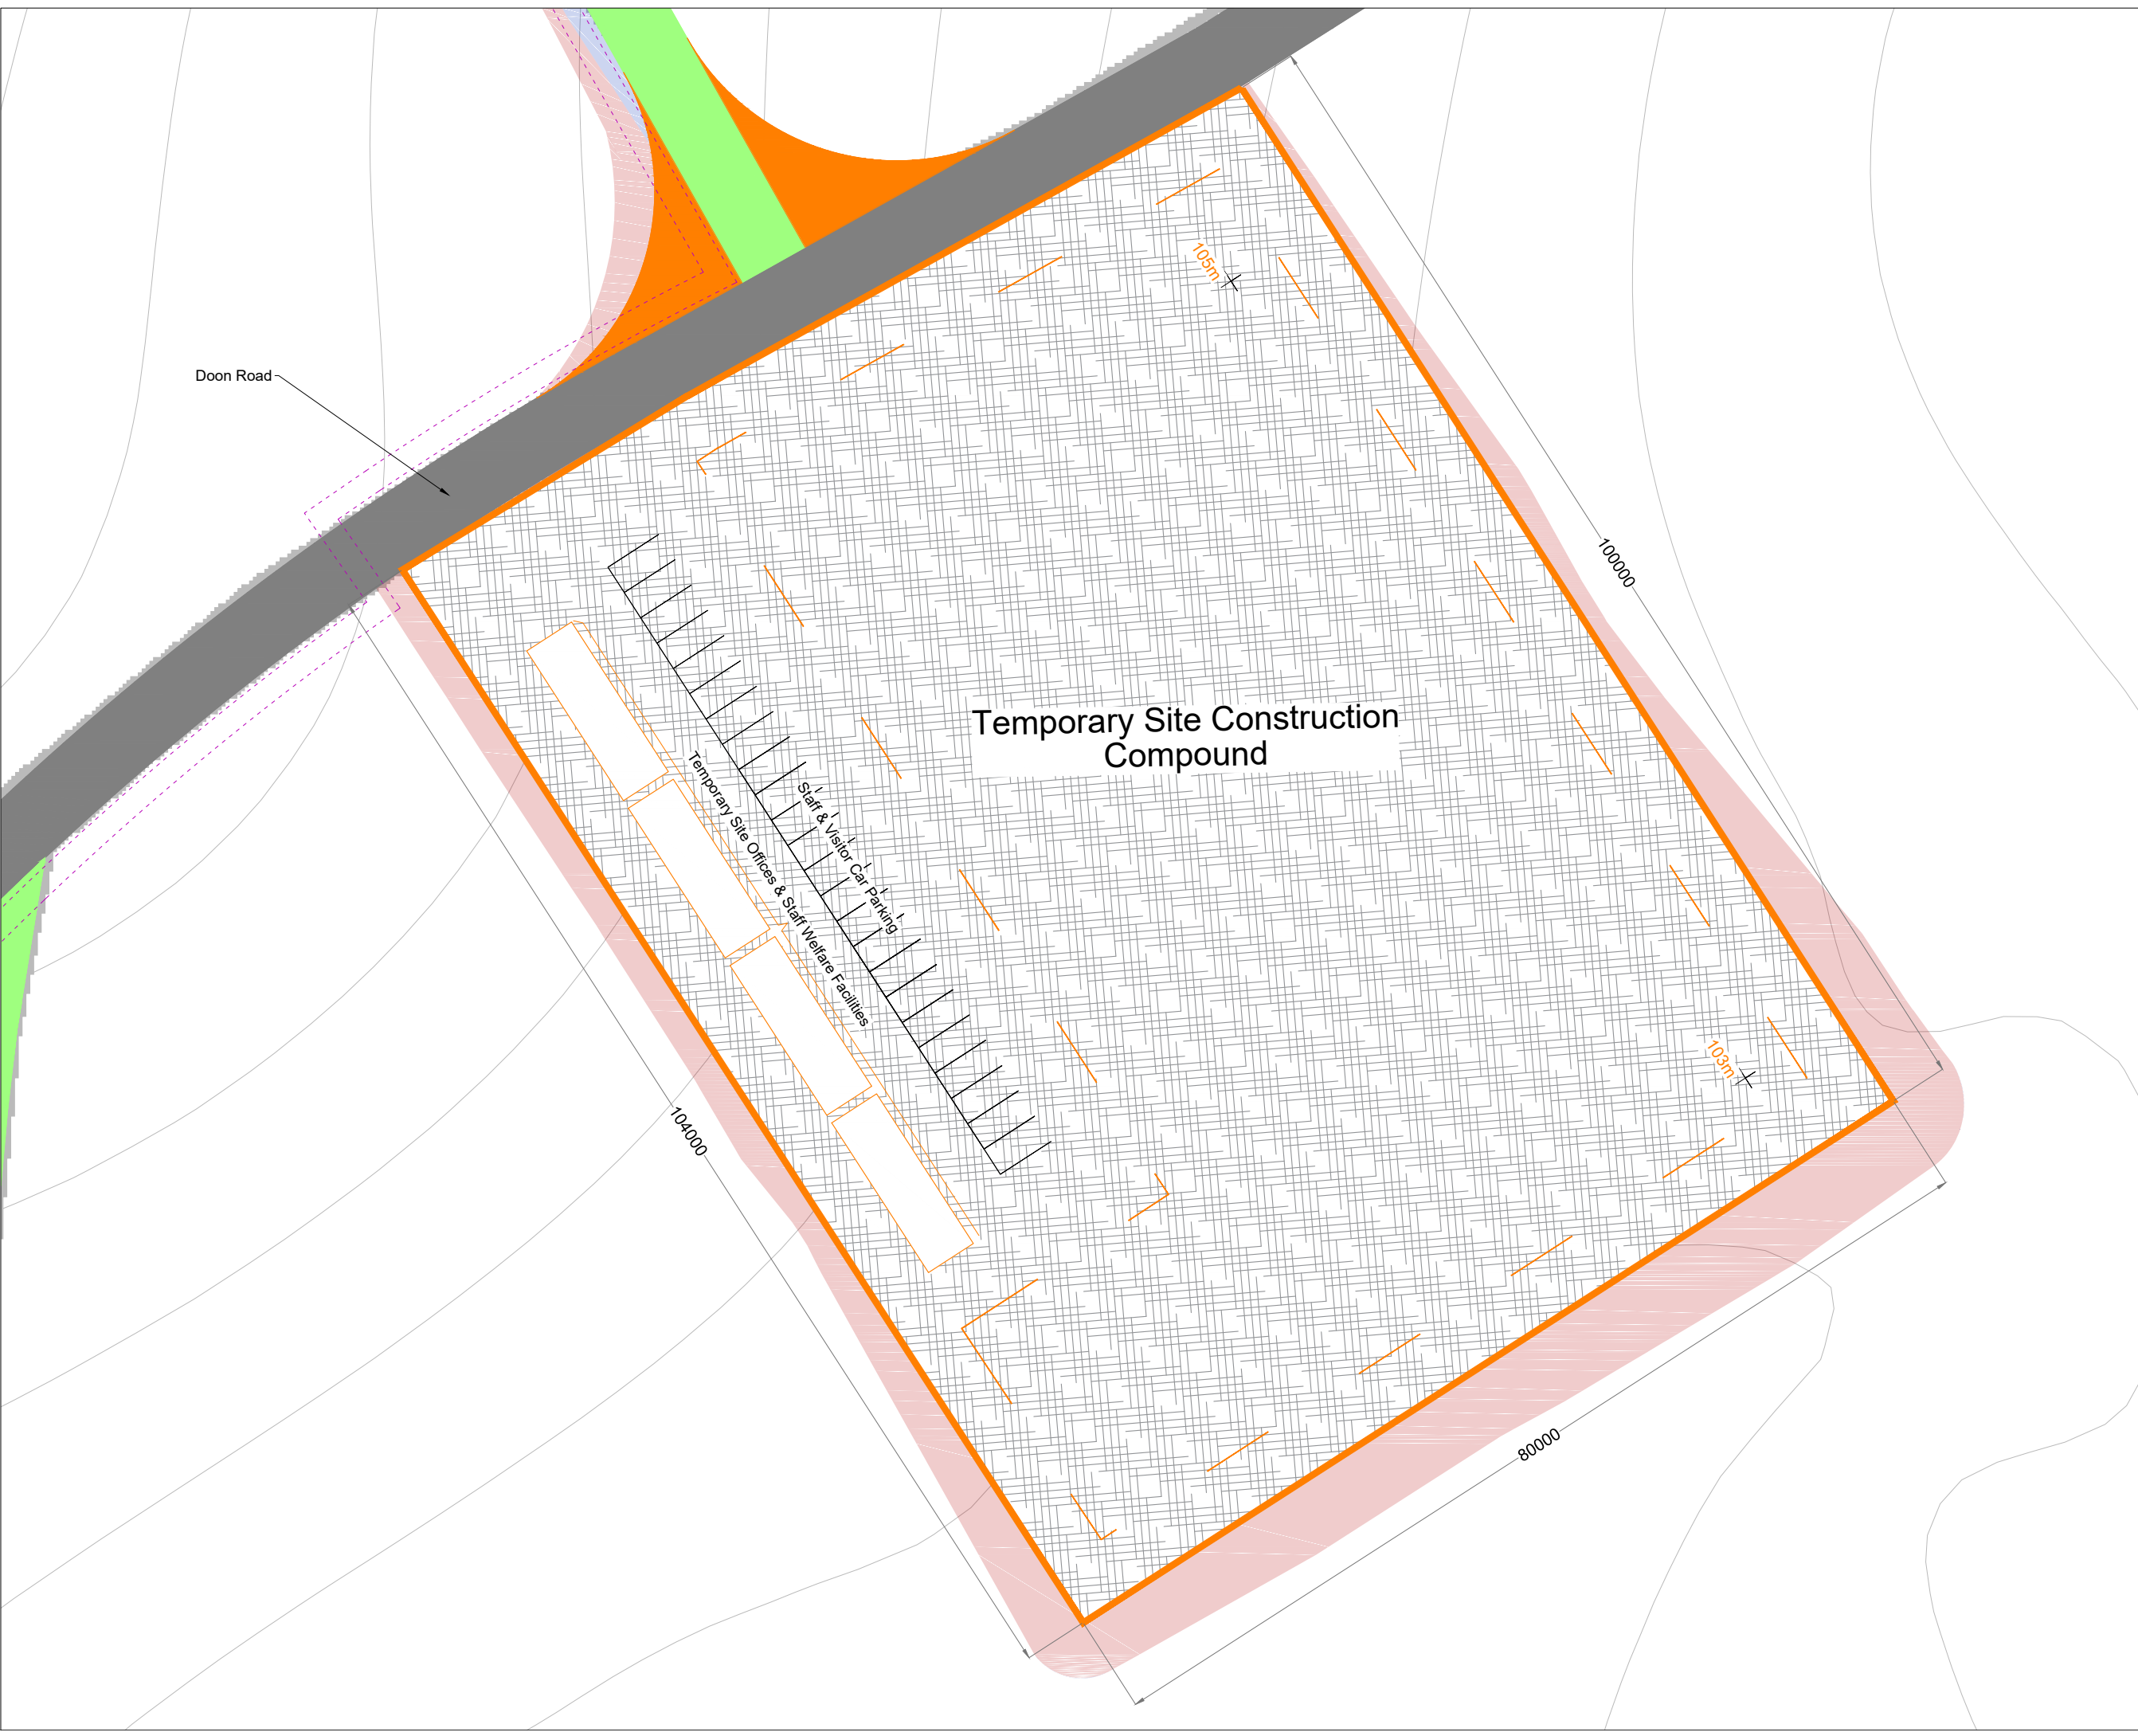 105m
Doon Road
100000
Temporary Site Construction
Compound
Temporary Site Offices & Staff Welfare Facilities
Staff & Visitor Car Parking
103m
104000
80000